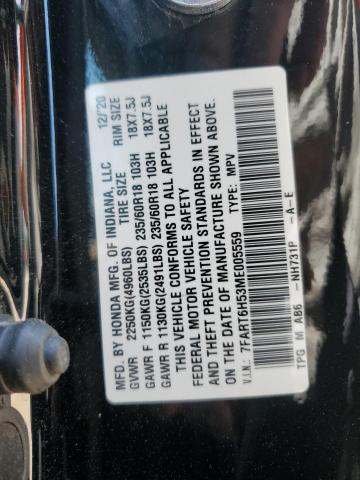 MFD. BY HONDA MFG. OF INDIANA, LLC 12/20
TIRE SIZE RIM SIZE
GVWR 2250KG(4960LBS)
GAWR F 1150KG(2535LBS) 235/60R18 103H 18X7.5J
GAWR R 1130KG(2491LBS) 235/60R18 103H 18X7.5J
THIS VEHICLE CONFORMS TO ALL APPLICABLE
FEDERAL MOTOR VEHICLE SAFETY
AND THEFT PREVENTION STANDARDS IN EFFECT
ON THE DATE OF MANUFACTURE SHOWN ABOVE.
V.I.N.: 7FART6H53ME005559 TYPE: MPV
TPG M AB6 -NH731P -A-E